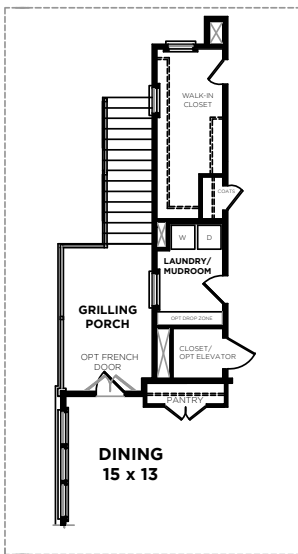 WALK-IN
CLOSET
COATS
W
D
LAUNDRY/
MUDROOM
GRILLING
PORCH
OPT DROP ZONE
OPT FRENCH
DOOR
CLOSET/
OPT ELEVATOR
PANTRY
DINING
15 x 13